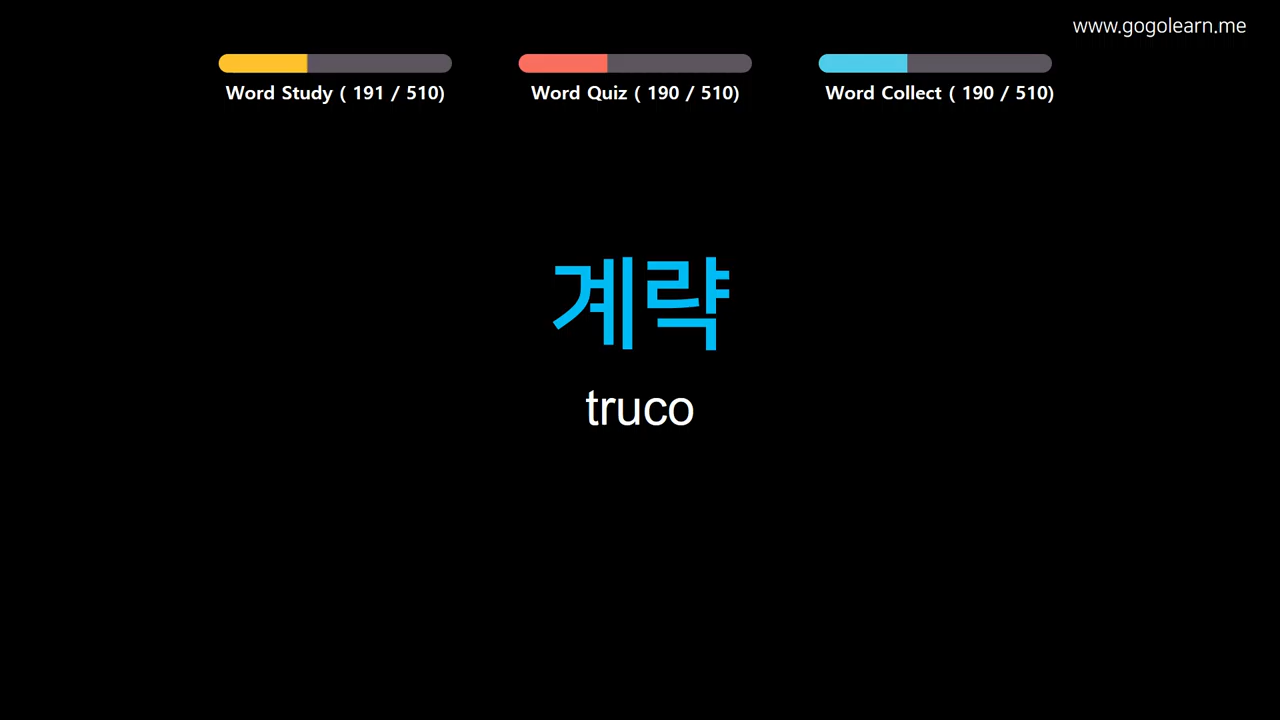 www.gogolearn.me
Word Study ( 191 / 510)
Word Quiz ( 190 / 510)
Word Collect ( 190 / 510)
계략
truco